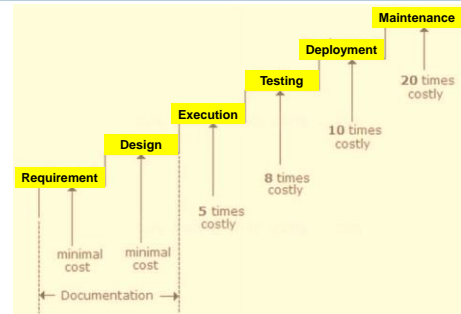 Maintenance
Deployment
Testing
20 times
costly
Execution
10 times
costly
Design
8 times
costly
Requirement
5 times
costly
minimal
cost
minimal
cost
Documentation